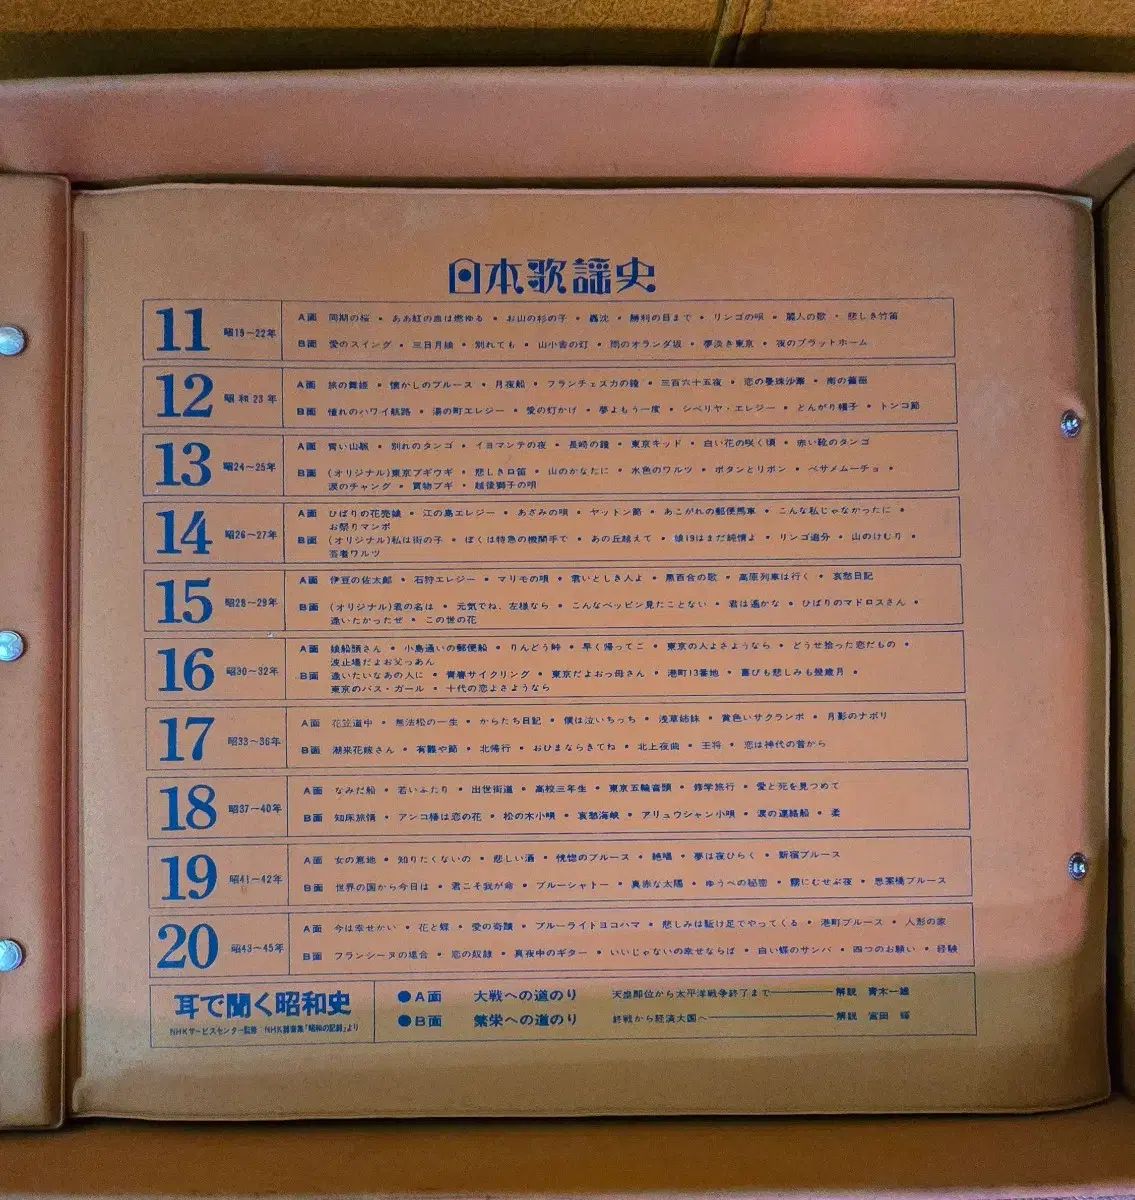 日本歌謡史
11 昭19〜22年
A面 同期の桜 • ああ紅の血は燃ゆる • お山の杉の子 • 轟沈 • 勝利の日まで • リンゴの唄 • 麗人の歌 • 悲しき竹笛
B面 愛のスイング • 三日月娘 • 別れても • 山小舎の灯 • 雨のオランダ坂 • 夢淡き東京 • 夜のプラットホーム
12 昭和23年
A面 旅の舞姫 • 懐かしのブルース • 月夜船 • フランチェスカの鐘 • 三百六十五夜 • 恋の曼珠沙華 • 南の薔薇
B面 憧れのハワイ航路 • 湯の町エレジー • 愛の灯かげ • 夢よもう一度 • シベリヤ・エレジー • とんがり帽子 • トンコ節
13 昭24〜25年
A面 青い山脈 • 別れのタンゴ • イヨマンテの夜 • 長崎の鐘 • 東京キッド • 白い花の咲く頃 • 赤い靴のタンゴ
B面 (オリジナル)東京ブギウギ • 悲しき口笛 • 山のかなたに • 水色のワルツ • ボタンとリボン • ベサメムーチョ •
涙のチャング • 買物ブギ • 越後獅子の唄
14 昭26〜27年
A面 ひばりの花売娘 • 江の島エレジー • あざみの唄 • ヤットン節 • あこがれの郵便馬車 • こんな私じゃなかったに •
お祭りマンボ
B面 (オリジナル)私は街の子 • ぼくは特急の機関手で • あの丘越えて • 娘19はまだ純情よ • リンゴ追分 • 山のけむり •
芸者ワルツ
15 昭28〜29年
A面 伊豆の佐太郎 • 石狩エレジー • マリモの唄 • 君いとしき人よ • 黒百合の歌 • 高原列車は行く • 哀愁日記
B面 (オリジナル)君の名は • 元気でね、左様なら • こんなベッピン見たことない • 君は遥かな • ひばりのマドロスさん •
逢いたかったぜ • この世の花
16 昭30〜32年
A面 娘船頭さん • 小島通いの郵便船 • りんどう峠 • 早く帰ってコ • 東京の人よさようなら • どうせ拾った恋だもの •
波止場だよお父っあん
B面 逢いたいなあの人に • 青春サイクリング • 東京だよおっ母さん • 港町13番地 • 喜びも悲しみも幾歳月 •
東京のバス・ガール • 十代の恋よさようなら
17 昭33〜36年
A面 花笠道中 • 無法松の一生 • からたち日記 • 僕は泣いちっち • 浅草姉妹 • 黄色いサクランボ • 月影のナポリ
B面 潮来花嫁さん • 有難や節 • 北帰行 • おひまならきてね • 北上夜曲 • 王将 • 恋は神代の昔から
18 昭37〜40年
A面 なみだ船 • 若いふたり • 出世街道 • 高校三年生 • 東京五輪音頭 • 修学旅行 • 愛と死を見つめて
B面 知床旅情 • アンコ椿は恋の花 • 松の木小唄 • 哀愁海峡 • アリュウシャン小唄 • 涙の連絡船 • 柔
19 昭41〜42年
A面 女の意地 • 知りたくないの • 悲しい酒 • 恍惚のブルース • 絶唱 • 夢は夜ひらく • 新宿ブルース
B面 世界の国から今日は • 君こそ我が命 • ブルーシャトー • 真赤な太陽 • ゆうべの秘密 • 霧にむせぶ夜 • 思案橋ブルース
20 昭43〜45年
A面 今は幸せかい • 花と蝶 • 愛の奇蹟 • ブルーライトヨコハマ • 悲しみは駈け足でやってくる • 港町ブルース • 人形の家
B面 フランシーヌの場合 • 恋の奴隷 • 真夜中のギター • いいじゃないの幸せならば • 白い蝶のサンバ • 四つのお願い • 経験
耳で聞く昭和史
NHKサービスセンター監修：NHK録音集「昭和の記録」より
●A面 大戦への道のり 天皇即位から太平洋戦争終了まで────解説 青木一雄
●B面 繁栄への道のり 終戦から経済大国へ────────解説 宮田 輝